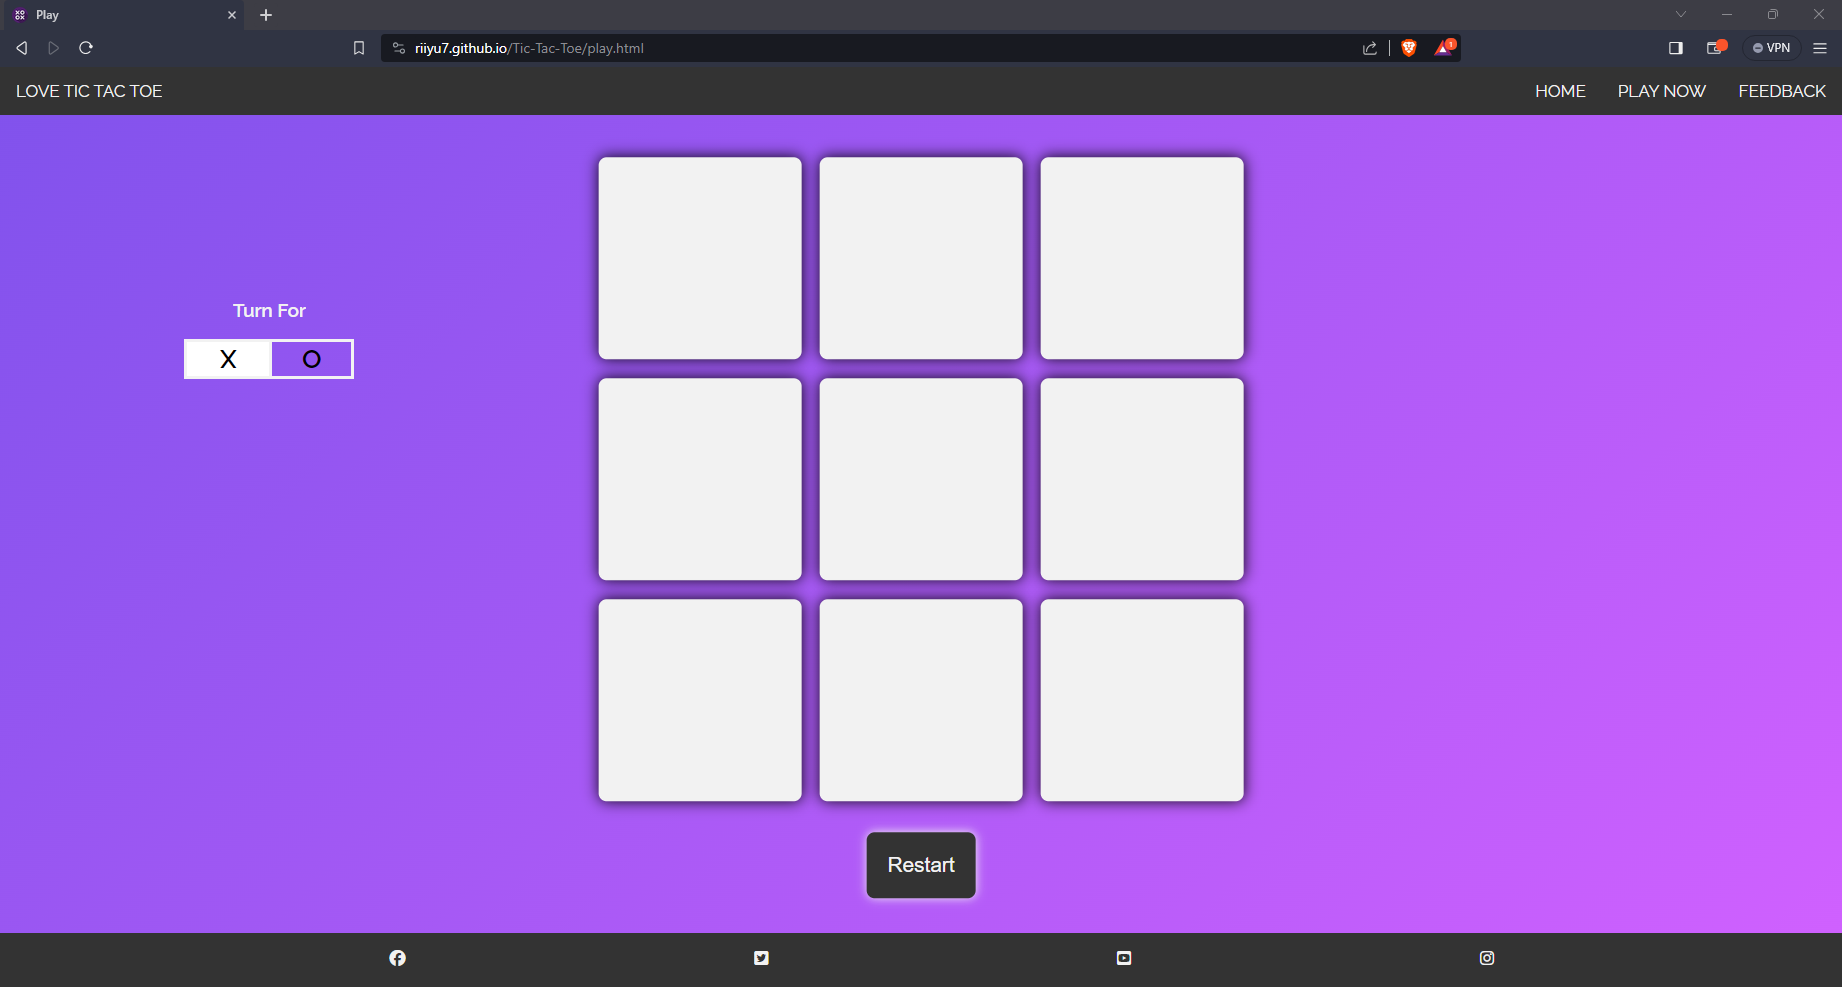 Play
riiyu7.github.io/Tic-Tac-Toe/play.html
1
VPN
LOVE TIC TAC TOE
HOME
PLAY NOW
FEEDBACK
Turn For
X
O
Restart